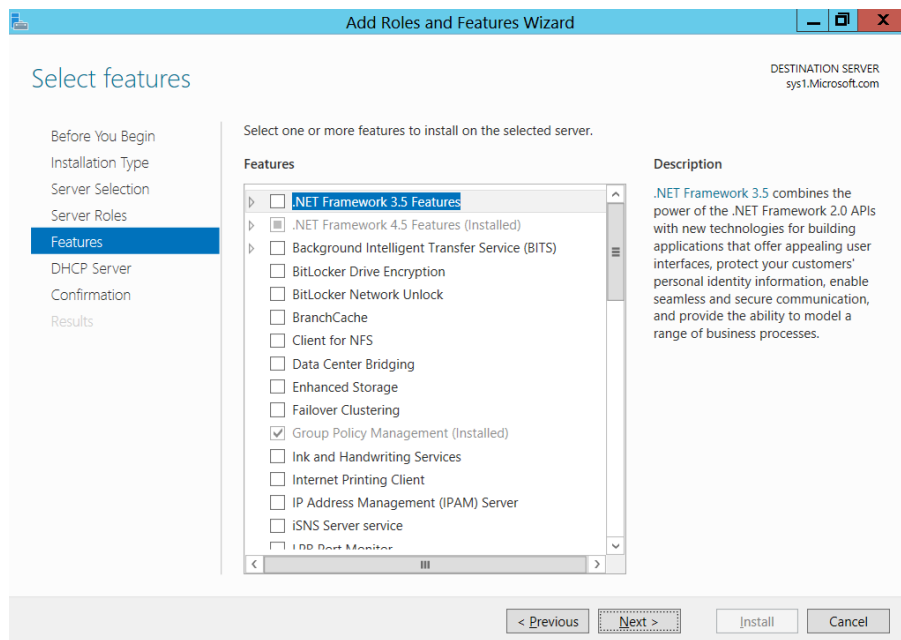 Add Roles and Features Wizard
Select features
DESTINATION SERVER
sys1.Microsoft.com
Before You Begin
Installation Type
Server Selection
Server Roles
Features
DHCP Server
Confirmation
Results
Select one or more features to install on the selected server.
Features
.NET Framework 3.5 Features
.NET Framework 4.5 Features (Installed)
Background Intelligent Transfer Service (BITS)
BitLocker Drive Encryption
BitLocker Network Unlock
BranchCache
Client for NFS
Data Center Bridging
Enhanced Storage
Failover Clustering
Group Policy Management (Installed)
Ink and Handwriting Services
Internet Printing Client
IP Address Management (IPAM) Server
iSNS Server service
LPR Port Monitor
Description
.NET Framework 3.5 combines the
power of the .NET Framework 2.0 APIs
with new technologies for building
applications that offer appealing user
interfaces, protect your customers'
personal identity information, enable
seamless and secure communication,
and provide the ability to model a
range of business processes.
< Previous
Next >
Install
Cancel